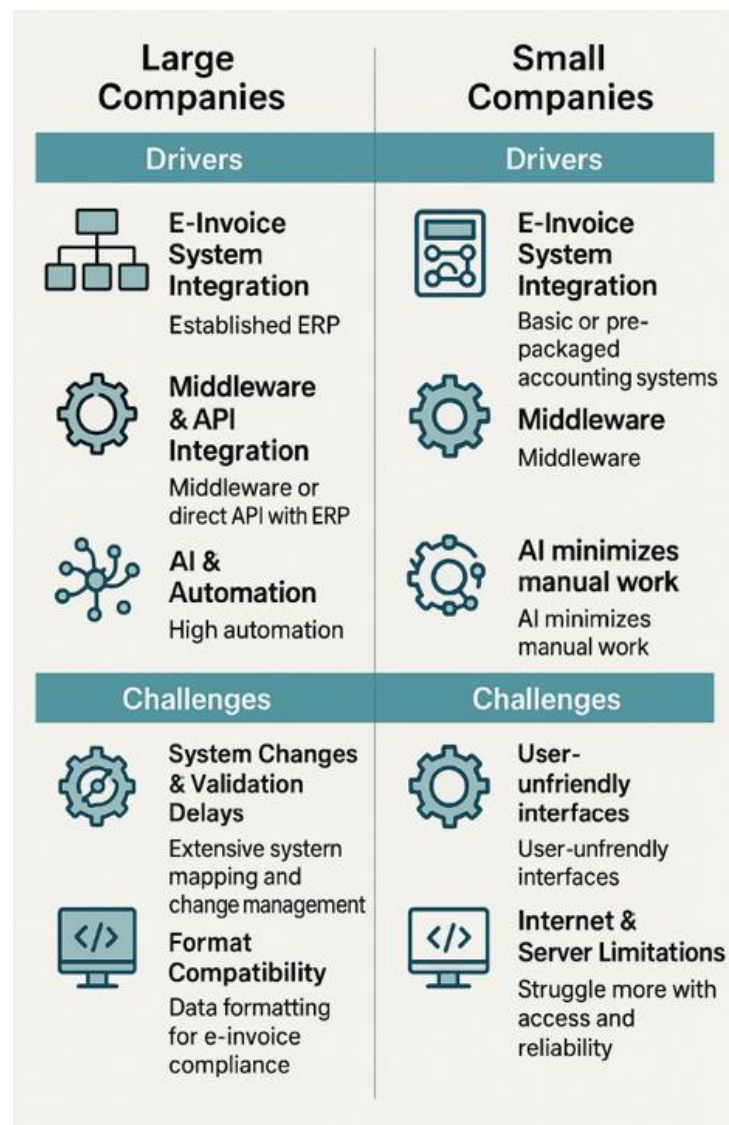 Large
Companies
Drivers
E-Invoice
System
Integration
Established ERP
Middleware
& API
Integration
Middleware or
direct API with ERP
AI &
Automation
High automation
Challenges
System Changes
& Validation
Delays
Extensive system
mapping and
change management
Format
Compatibility
Data formatting
for e-invoice
compliance
Small
Companies
Drivers
E-Invoice
System
Integration
Basic or pre-
packaged
accounting systems
Middleware
Middleware
AI minimizes
manual work
AI minimizes
manual work
Challenges
User-
unfriendly
interfaces
User-unfrendly
interfaces
Internet &
Server Limitations
Struggle more with
access and
reliability